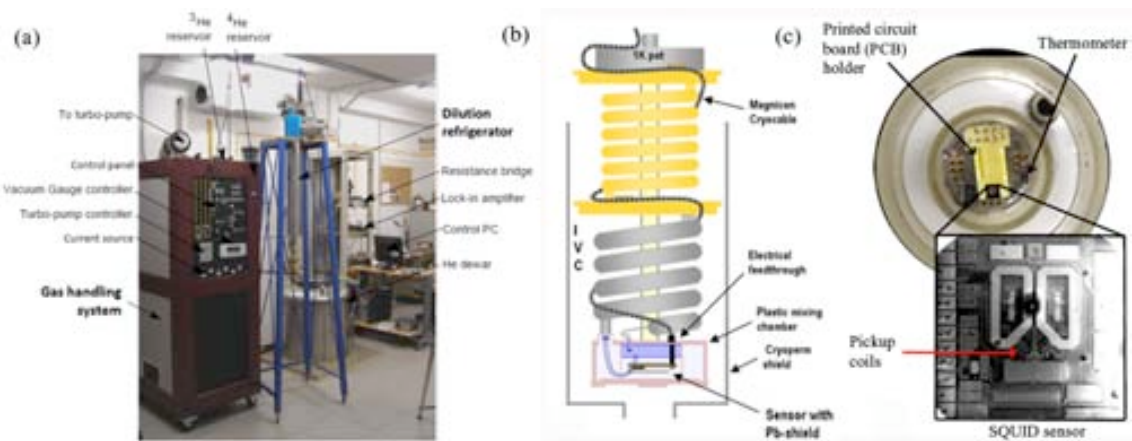 (a)
3He
reservoir
4He
reservoir
To turbo-pump
Control panel
Vacuum Gauge controller
Turbo-pump controller
Current source
Gas handling
system
Dilution
refrigerator
Resistance bridge
Lock-in amplifier
Control PC
He dewar
(b)
1K pot
Magnicon
Cryocable
I
V
C
Electrical
feedthrough
Plastic mixing
chamber
Cryoperm
shield
Sensor with
Pb-shield
(c)
Printed circuit
board (PCB)
holder
Thermometer
Pickup
coils
SQUID sensor